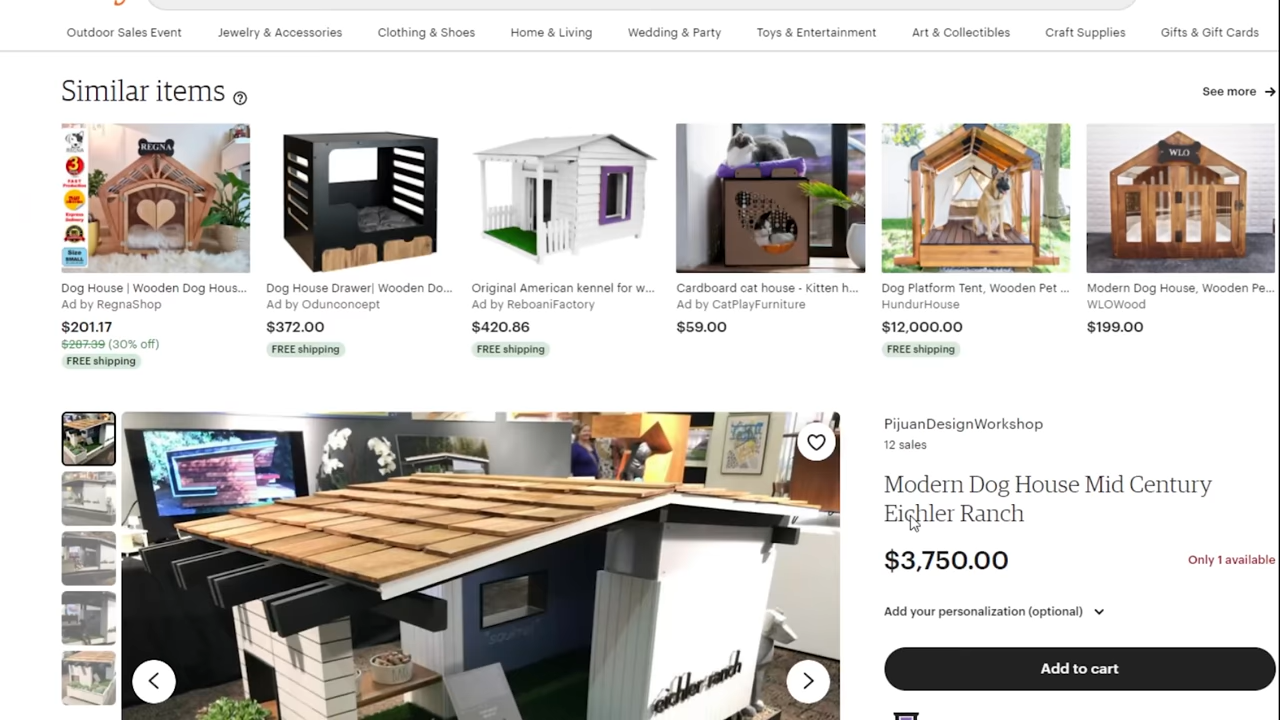 Outdoor Sales Event
Jewelry & Accessories
Clothing & Shoes
Home & Living
Wedding & Party
Toys & Entertainment
Art & Collectibles
Craft Supplies
Gifts & Gift Cards
Similar items
See more
REGNA
3
Size
SMALL
WLO
Dog House | Wooden Dog Hous...
Ad by RegnaShop
$201.17
$287.39 (30% off)
FREE shipping
Dog House Drawer| Wooden Do...
Ad by Odunconcept
$372.00
FREE shipping
Original American kennel for w...
Ad by ReboaniFactory
$420.86
FREE shipping
Cardboard cat house - Kitten h...
Ad by CatPlayFurniture
$59.00
Dog Platform Tent, Wooden Pet ...
HundurHouse
$12,000.00
FREE shipping
Modern Dog House, Wooden Pe...
WLOWood
$199.00
eichler ranch
PijuanDesignWorkshop
12 sales
Modern Dog House Mid Century
Eichler Ranch
$3,750.00
Only 1 available
Add your personalization (optional)
Add to cart